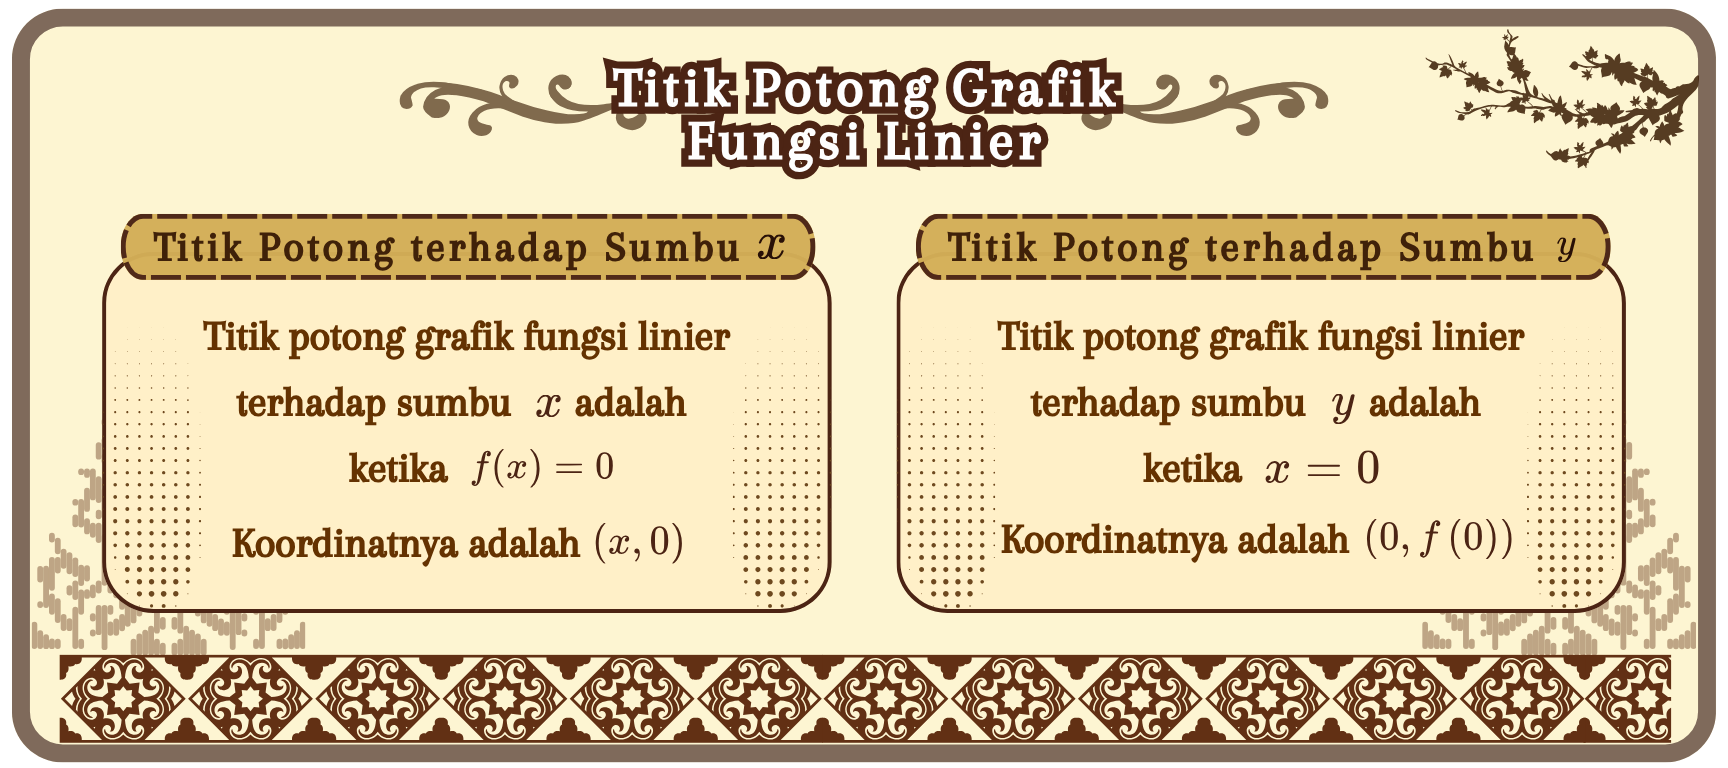 Titik Potong Grafik
Fungsi Linier
Titik Potong terhadap Sumbu x
Titik potong grafik fungsi linier
terhadap sumbu x adalah
ketika f(x) = 0
Koordinatnya adalah (x, 0)
Titik Potong terhadap Sumbu y
Titik potong grafik fungsi linier
terhadap sumbu y adalah
ketika x = 0
Koordinatnya adalah (0, f (0))